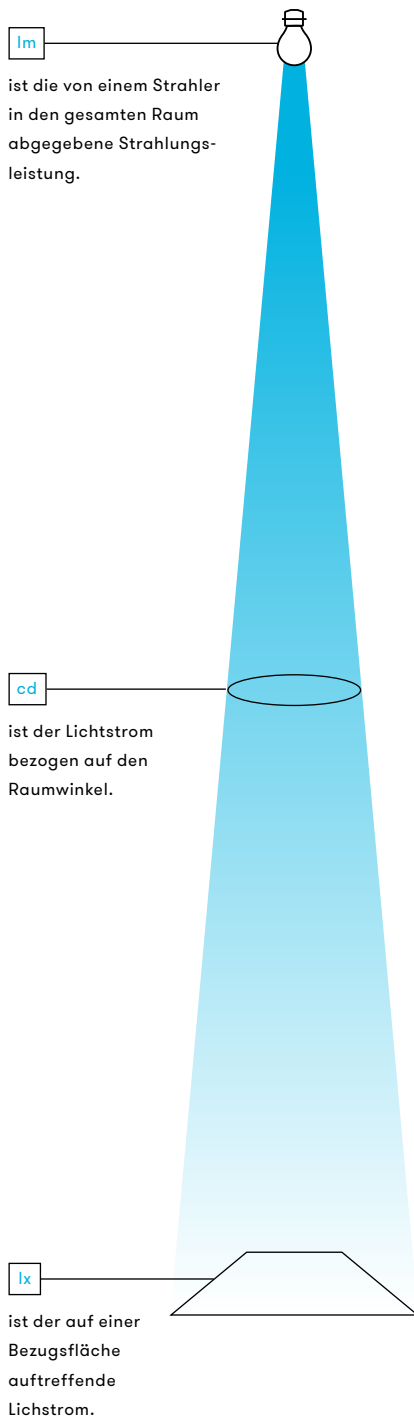 lm
ist die von einem Strahler
in den gesamten Raum
abgegebene Strahlungs-
leistung.
cd
ist der Lichtstrom
bezogen auf den
Raumwinkel.
lx
ist der auf einer
Bezugsfläche
auftreffende
Lichstrom.